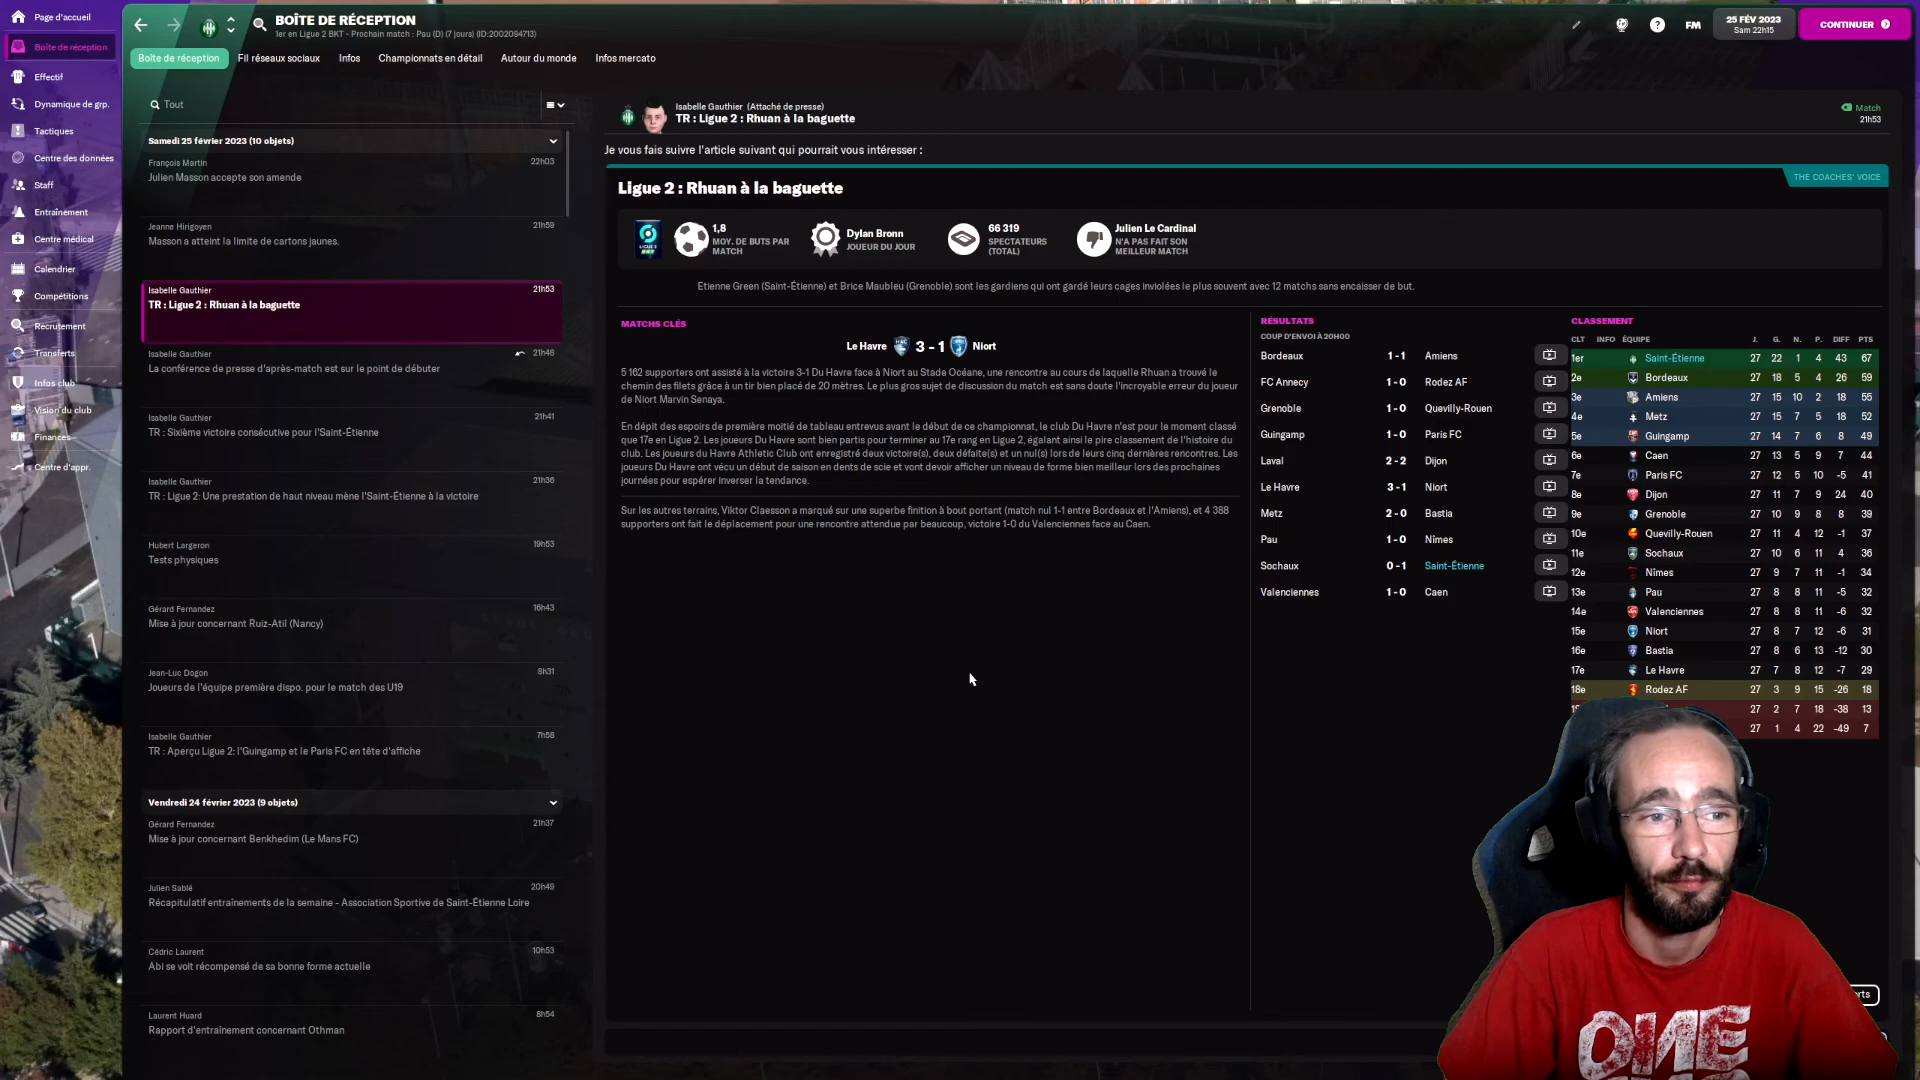 Page d'accueil
Boîte de réception
Effectif
Dynamique de grp.
Tactiques
Centre des données
Staff
Entraînement
Centre médical
Calendrier
Compétitions
Recrutement
Transferts
Infos club
Vision du club
Finances
Centre d'appr.
BOÎTE DE RÉCEPTION
1er en Ligue 2 BKT - Prochain match : Pau (D) (7 jours) (ID:2002094713)
FM
25 FÉV 2023
Sam 22h15
CONTINUER
Boîte de réception Fil réseaux sociaux Infos Championnats en détail Autour du monde Infos mercato
Tout
Samedi 25 février 2023 (10 objets)
François Martin 22h03
Julien Masson accepte son amende
Jeanne Hirigoyen 21h59
Masson a atteint la limite de cartons jaunes.
Isabelle Gauthier 21h53
TR : Ligue 2 : Rhuan à la baguette
Isabelle Gauthier 21h48
La conférence de presse d'après-match est sur le point de débuter
Isabelle Gauthier 21h41
TR : Sixième victoire consécutive pour l'Saint-Étienne
Isabelle Gauthier 21h36
TR : Ligue 2: Une prestation de haut niveau mène l'Saint-Étienne à la victoire
Hubert Largeron 19h53
Tests physiques
Gérard Fernandez 16h43
Mise à jour concernant Ruiz-Atil (Nancy)
Jean-Luc Dogon 8h31
Joueurs de l'équipe première dispo. pour le match des U19
Isabelle Gauthier 7h58
TR : Aperçu Ligue 2: l'Guingamp et le Paris FC en tête d'affiche
Vendredi 24 février 2023 (9 objets)
Gérard Fernandez 21h37
Mise à jour concernant Benkhedim (Le Mans FC)
Julien Sablé 20h49
Récapitulatif entraînements de la semaine - Association Sportive de Saint-Étienne Loire
Cédric Laurent 10h53
Abi se voit récompensé de sa bonne forme actuelle
Laurent Huard 8h54
Rapport d'entraînement concernant Othman
Isabelle Gauthier (Attaché de presse)
TR : Ligue 2 : Rhuan à la baguette
Match
21h53
Je vous fais suivre l'article suivant qui pourrait vous intéresser :
THE COACHES' VOICE
Ligue 2 : Rhuan à la baguette
1,8
MOY. DE BUTS PAR
MATCH
Dylan Bronn
JOUEUR DU JOUR
66 319
SPECTATEURS
(TOTAL)
Julien Le Cardinal
N'A PAS FAIT SON
MEILLEUR MATCH
Etienne Green (Saint-Étienne) et Brice Maubleu (Grenoble) sont les gardiens qui ont gardé leurs cages inviolées le plus souvent avec 12 matchs sans encaisser de but.
MATCHS CLÉS
Le Havre 3 - 1 Niort
5 162 supporters ont assisté à la victoire 3-1 Du Havre face à Niort au Stade Océane, une rencontre au cours de laquelle Rhuan a trouvé le
chemin des filets grâce à un tir bien placé de 20 mètres. Le plus gros sujet de discussion du match est sans doute l'incroyable erreur du joueur
de Niort Marvin Senaya.
En dépit des espoirs de première moitié de tableau entrevus avant le début de ce championnat, le club Du Havre n'est pour le moment classé
que 17e en Ligue 2. Les joueurs Du Havre sont bien partis pour terminer au 17e rang en Ligue 2, égalant ainsi le pire classement de l'histoire du
club. Les joueurs du Havre Athletic Club ont enregistré deux victoire(s), deux défaite(s) et un nul(s) lors de leurs cinq dernières rencontres. Les
joueurs Du Havre ont vécu un début de saison en dents de scie et vont devoir afficher un niveau de forme bien meilleur lors des prochaines
journées pour espérer inverser la tendance.
Sur les autres terrains, Viktor Claesson a marqué sur une superbe finition à bout portant (match nul 1-1 entre Bordeaux et l'Amiens), et 4 388
supporters ont fait le déplacement pour une rencontre attendue par beaucoup, victoire 1-0 du Valenciennes face au Caen.
RÉSULTATS
COUP D'ENVOI À 20H00
Bordeaux 1 - 1 Amiens
FC Annecy 1 - 0 Rodez AF
Grenoble 1 - 0 Quevilly-Rouen
Guingamp 1 - 0 Paris FC
Laval 2 - 2 Dijon
Le Havre 3 - 1 Niort
Metz 2 - 0 Bastia
Pau 1 - 0 Nîmes
Sochaux 0 - 1 Saint-Étienne
Valenciennes 1 - 0 Caen
CLASSEMENT
CLT INFO ÉQUIPE J. G. N. P. DIFF PTS
1er Saint-Étienne 27 22 1 4 43 67
2e Bordeaux 27 18 5 4 26 59
3e Amiens 27 15 10 2 18 55
4e Metz 27 15 7 5 18 52
5e Guingamp 27 14 7 6 8 49
6e Caen 27 13 5 9 7 44
7e Paris FC 27 12 5 10 -5 41
8e Dijon 27 11 7 9 24 40
9e Grenoble 27 10 9 8 8 39
10e Quevilly-Rouen 27 11 4 12 -1 37
11e Sochaux 27 10 6 11 4 36
12e Nîmes 27 9 7 11 -1 34
13e Pau 27 8 8 11 -5 32
14e Valenciennes 27 8 8 11 -6 32
15e Niort 27 8 7 12 -6 31
16e Bastia 27 8 6 13 -12 30
17e Le Havre 27 7 8 12 -7 29
18e Rodez AF 27 3 9 15 -26 18
27 2 7 18 -38 13
27 1 4 22 -49 7
ONE